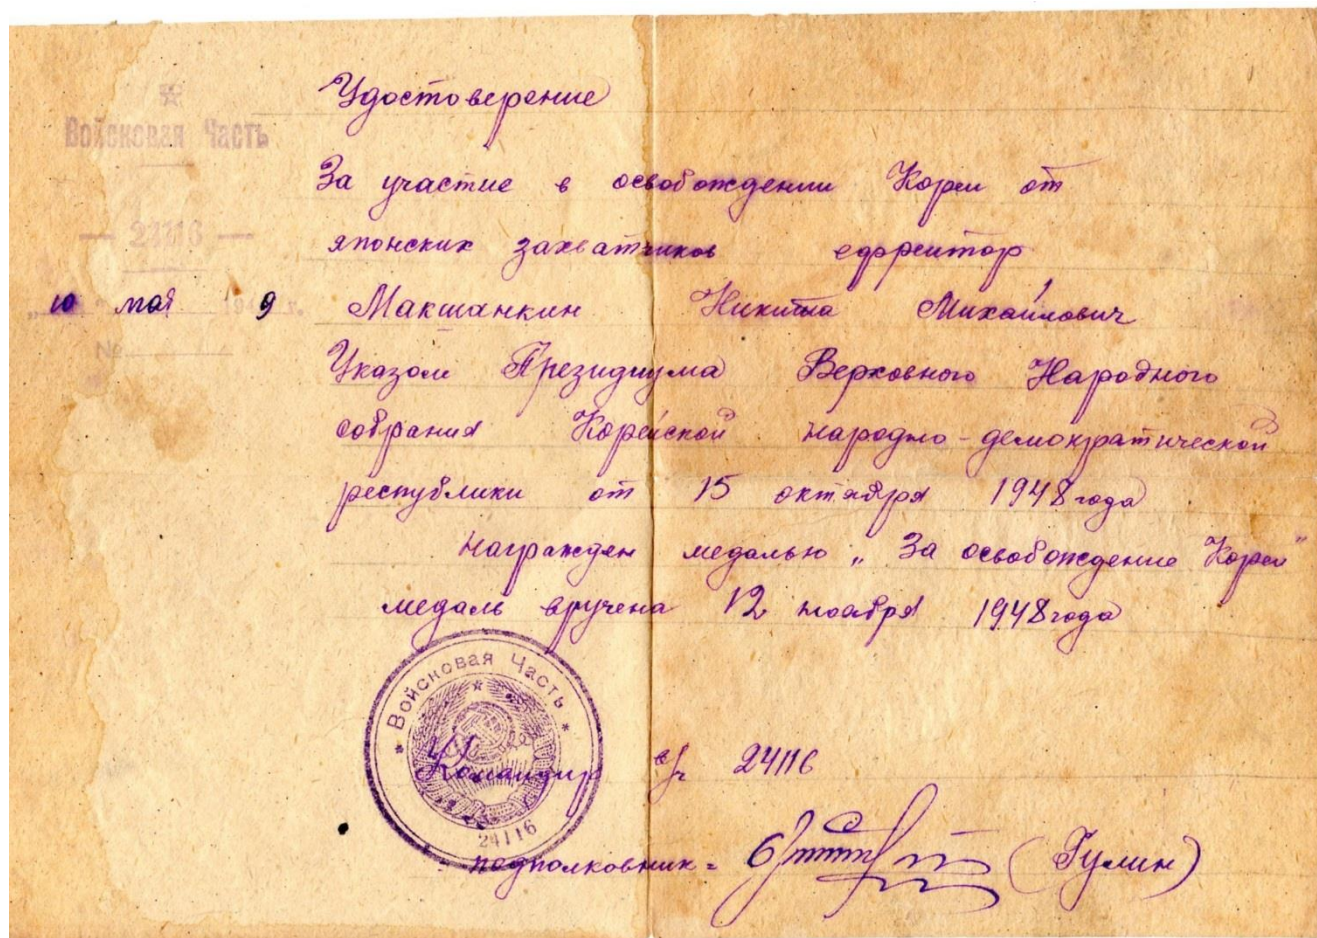 Войсковая Часть
— 24116 —
„10 мая 1949 г.
№
Удостоверение
За участие в освобождении Кореи от
японских захватчиков ефрейтор
Макшанкин Никита Михайлович
Указом Президиума Верховного Народного
собрания Корейской народно-демократической
республики от 15 октября 1948 года
награжден медалью „За освобождение Кореи"
медаль вручена 12 ноября 1948 года
* Войсковая Часть *
24116
Командир в/ч 24116
подполковник = (Гулин)